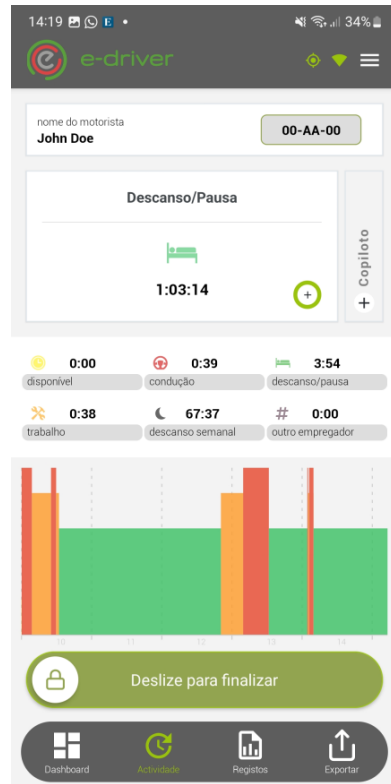 14:19 34%
e-driver
nome do motorista
John Doe
00-AA-00
Descanso/Pausa
1:03:14
+
Copiloto
+
0:00 0:39 3:54
disponível condução descanso/pausa
0:38 67:37 # 0:00
trabalho descanso semanal outro empregador
10 11 12 13 14
Deslize para finalizar
Dashboard Actividade Registos Exportar